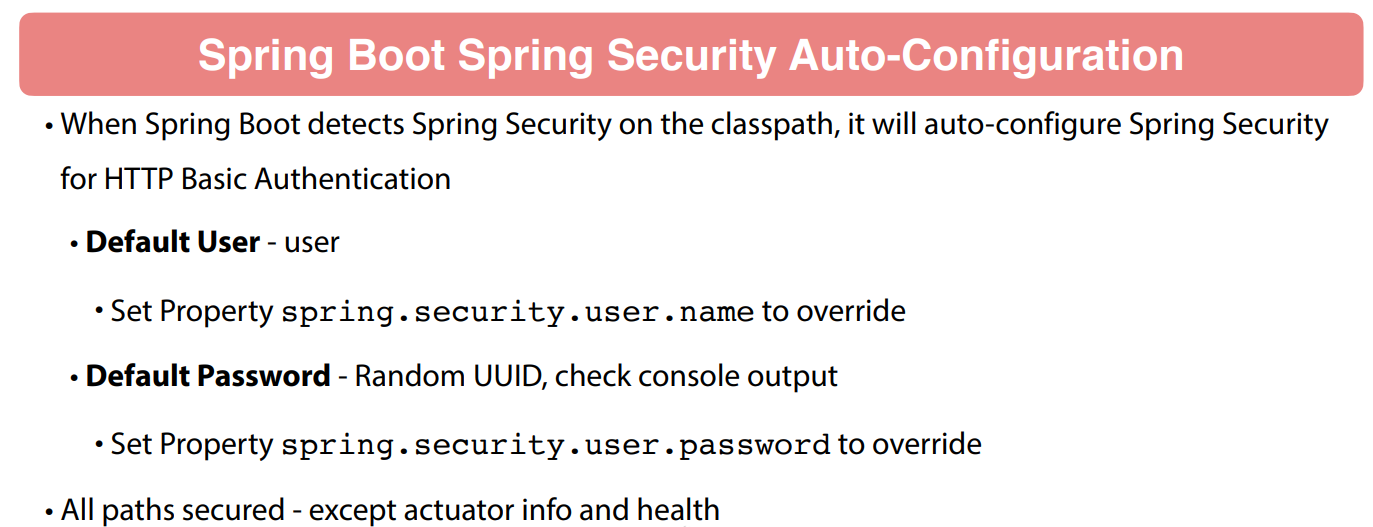 Spring Boot Spring Security Auto-Configuration
• When Spring Boot detects Spring Security on the classpath, it will auto-configure Spring Security
for HTTP Basic Authentication
• Default User - user
• Set Property spring.security.user.name to override
• Default Password - Random UUID, check console output
• Set Property spring.security.user.password to override
• All paths secured - except actuator info and health